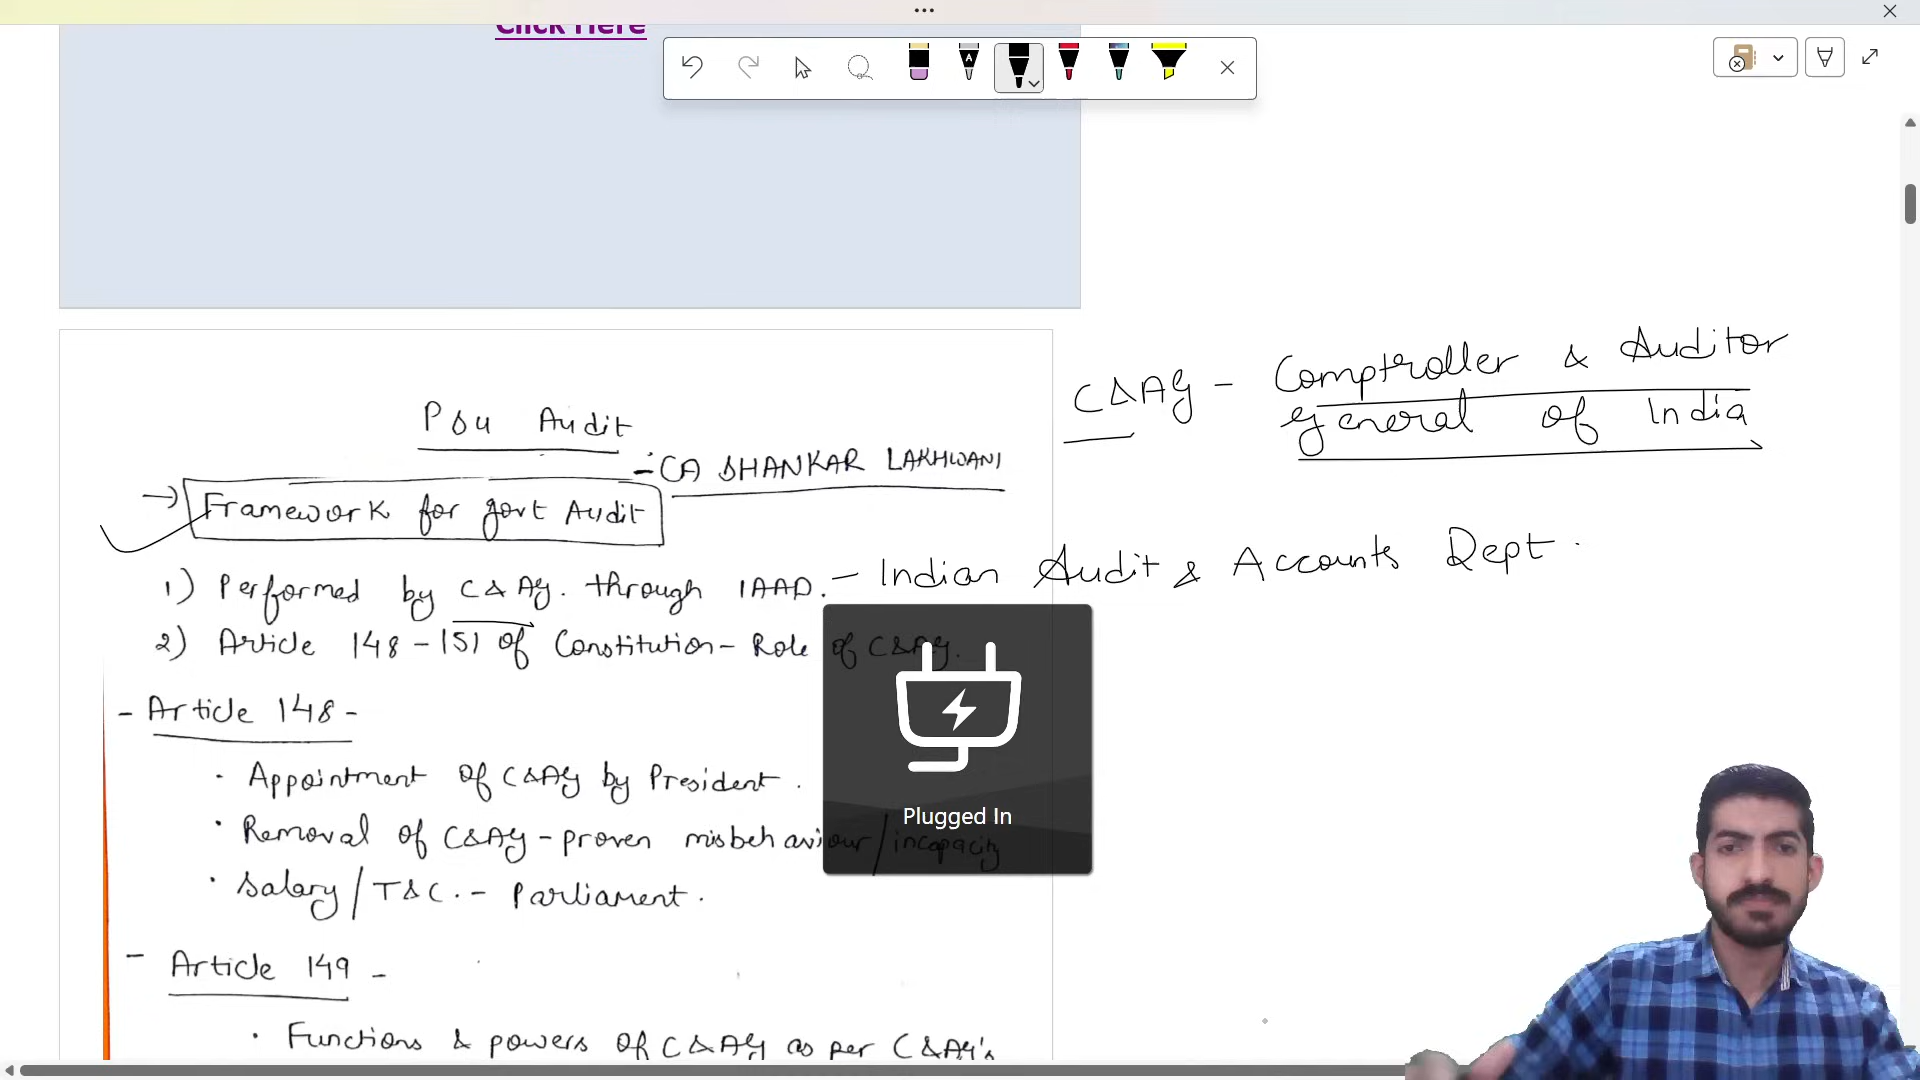 Click Here
C&AG - Comptroller & Auditor
General of India
PSU Audit
- CA SHANKAR LAKHWANI
→ Framework for govt Audit
1) Performed by C&AG. through IAAD. - Indian Audit & Accounts Dept.
2) Article 148-151 of Constitution - Role of C&AG.
- Article 148 -
· Appointment of C&AG by President.
· Removal of C&AG - proven misbehaviour/incapacity
· Salary/T&C. - Parliament.
Plugged In
- Article 149 -
· Functions & powers of C&AG as per C&AG's